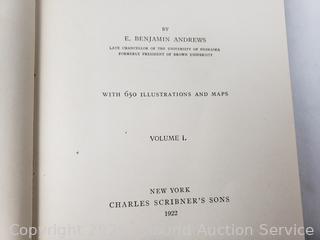 BY
E. BENJAMIN ANDREWS
LATE CHANCELLOR OF THE UNIVERSITY OF NEBRASKA
FORMERLY PRESIDENT OF BROWN UNIVERSITY
WITH 650 ILLUSTRATIONS AND MAPS
VOLUME I.
NEW YORK
CHARLES SCRIBNER'S SONS
1922
Auction Service